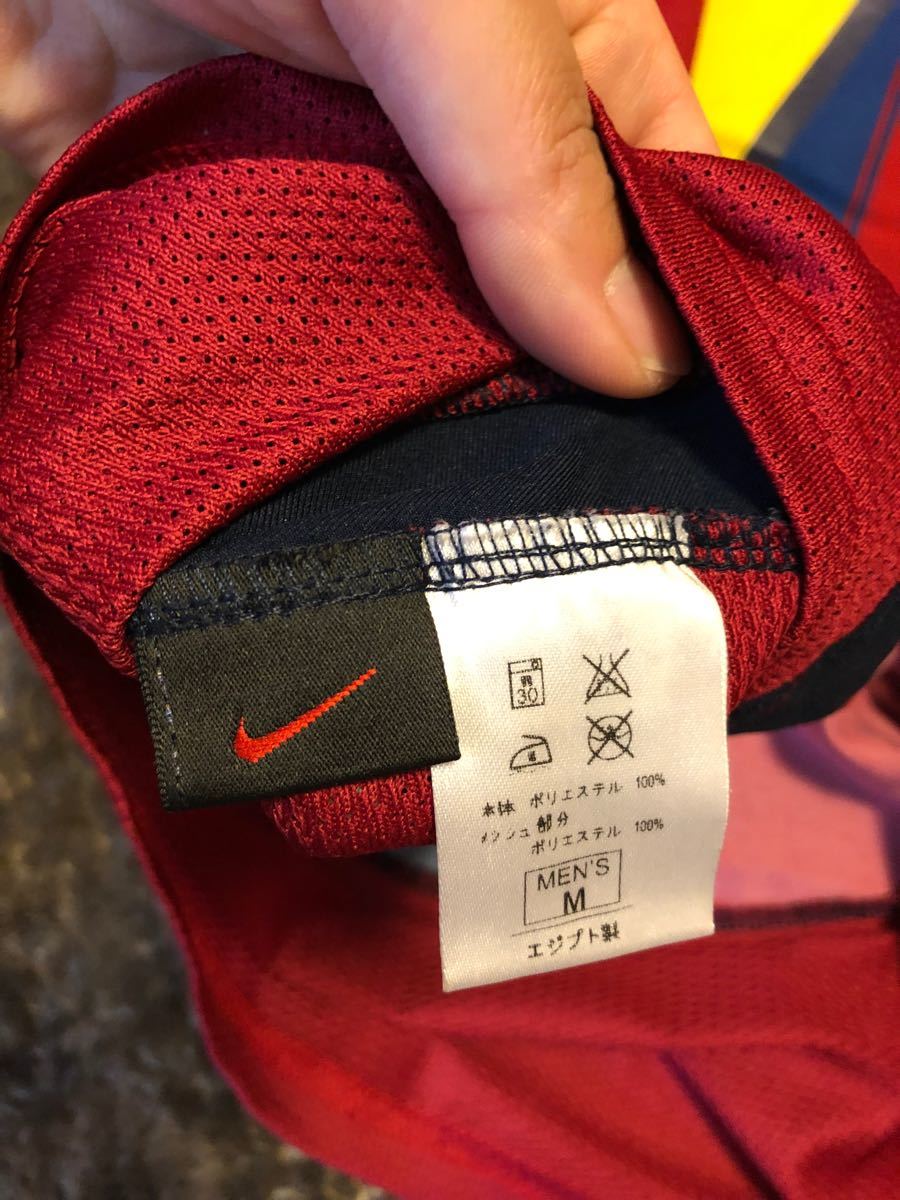 30
本体 ポリエステル 100%
メッシュ 部分
ポリエステル 100%
MEN'S
M
エジプト製